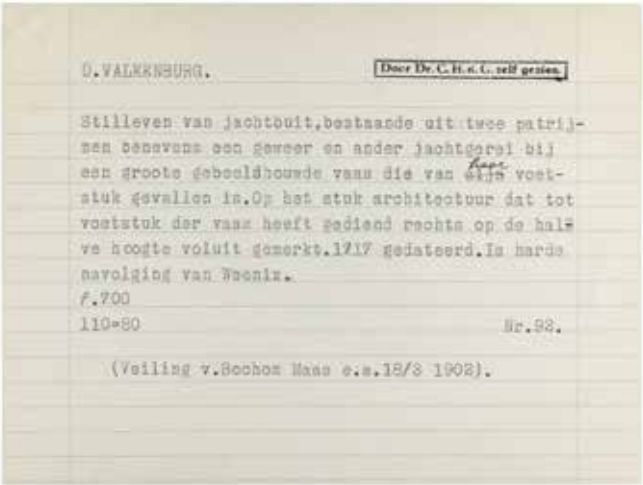 D.VALKENBURG.
Door Dr. C. H. d. G. zelf gezien.
Stilleven van jachtbuit,bestaande uit twee patrij-
zen benevens een geweer en ander jachtgerei bij
een groote gebeeldhouwde vaas die van zijn haar voet-
stuk gevallen is.Op het stuk architectuur dat tot
voetstuk der vaas heeft gediend rechts op de hal=
ve hoogte voluit gemerkt.1717 gedateerd.In harde
navolging van Weenix.
f.700
110=80
Nr.92.
(Veiling v.Bochom Maas e.a.18/3 1902).